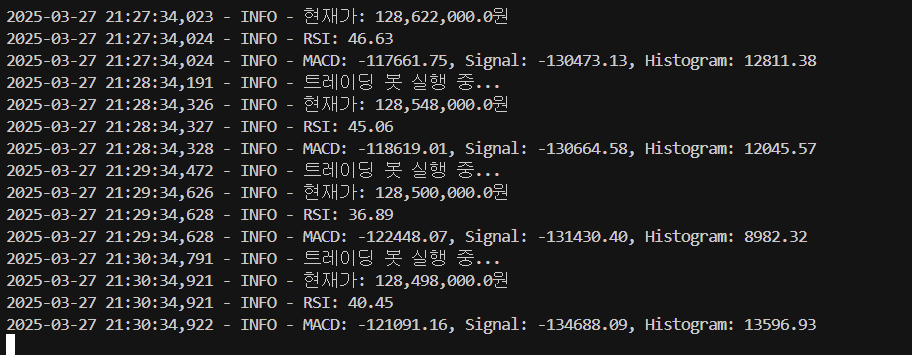 2025-03-27 21:27:34,023 - INFO - 현재가: 128,622,000.0원
2025-03-27 21:27:34,024 - INFO - RSI: 46.63
2025-03-27 21:27:34,024 - INFO - MACD: -117661.75, Signal: -130473.13, Histogram: 12811.38
2025-03-27 21:28:34,191 - INFO - 트레이딩 봇 실행 중...
2025-03-27 21:28:34,326 - INFO - 현재가: 128,548,000.0원
2025-03-27 21:28:34,327 - INFO - RSI: 45.06
2025-03-27 21:28:34,328 - INFO - MACD: -118619.01, Signal: -130664.58, Histogram: 12045.57
2025-03-27 21:29:34,472 - INFO - 트레이딩 봇 실행 중...
2025-03-27 21:29:34,626 - INFO - 현재가: 128,500,000.0원
2025-03-27 21:29:34,628 - INFO - RSI: 36.89
2025-03-27 21:29:34,628 - INFO - MACD: -122448.07, Signal: -131430.40, Histogram: 8982.32
2025-03-27 21:30:34,791 - INFO - 트레이딩 봇 실행 중...
2025-03-27 21:30:34,921 - INFO - 현재가: 128,498,000.0원
2025-03-27 21:30:34,921 - INFO - RSI: 40.45
2025-03-27 21:30:34,922 - INFO - MACD: -121091.16, Signal: -134688.09, Histogram: 13596.93